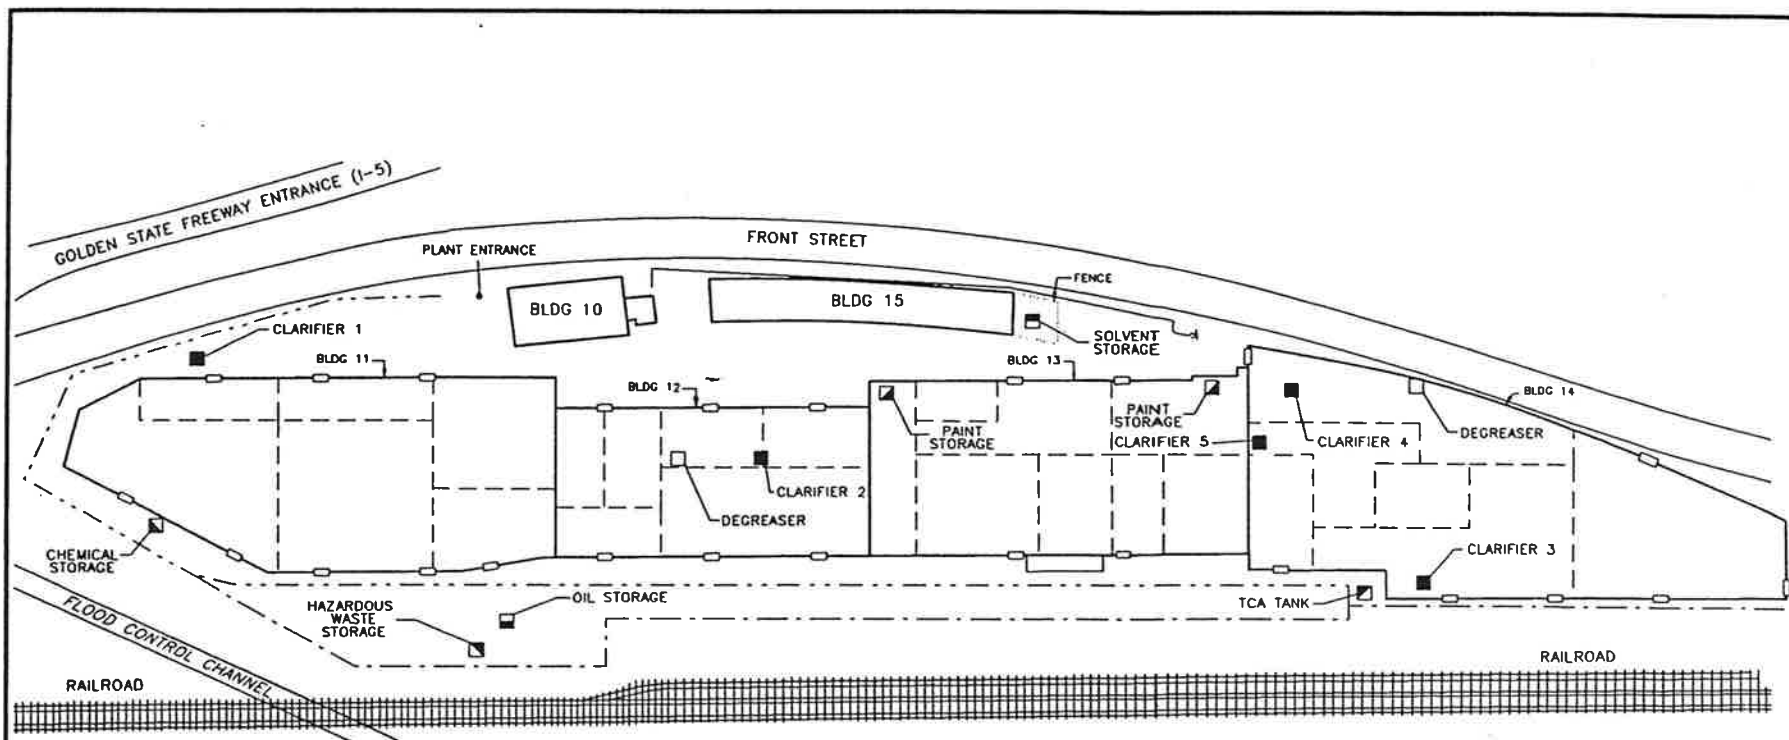 GOLDEN STATE FREEWAY ENTRANCE (I-5)
FRONT STREET
PLANT ENTRANCE
FENCE
BLDG 10
BLDG 15
CLARIFIER 1
SOLVENT
STORAGE
BLDG 11
BLDG 12
BLDG 13
BLDG 14
PAINT
STORAGE
PAINT
STORAGE
CLARIFIER 5
CLARIFIER 4
DEGREASER
CLARIFIER 2
DEGREASER
CHEMICAL
STORAGE
CLARIFIER 3
HAZARDOUS
WASTE
STORAGE
OIL STORAGE
TCA TANK
FLOOD CONTROL CHANNEL
RAILROAD
RAILROAD